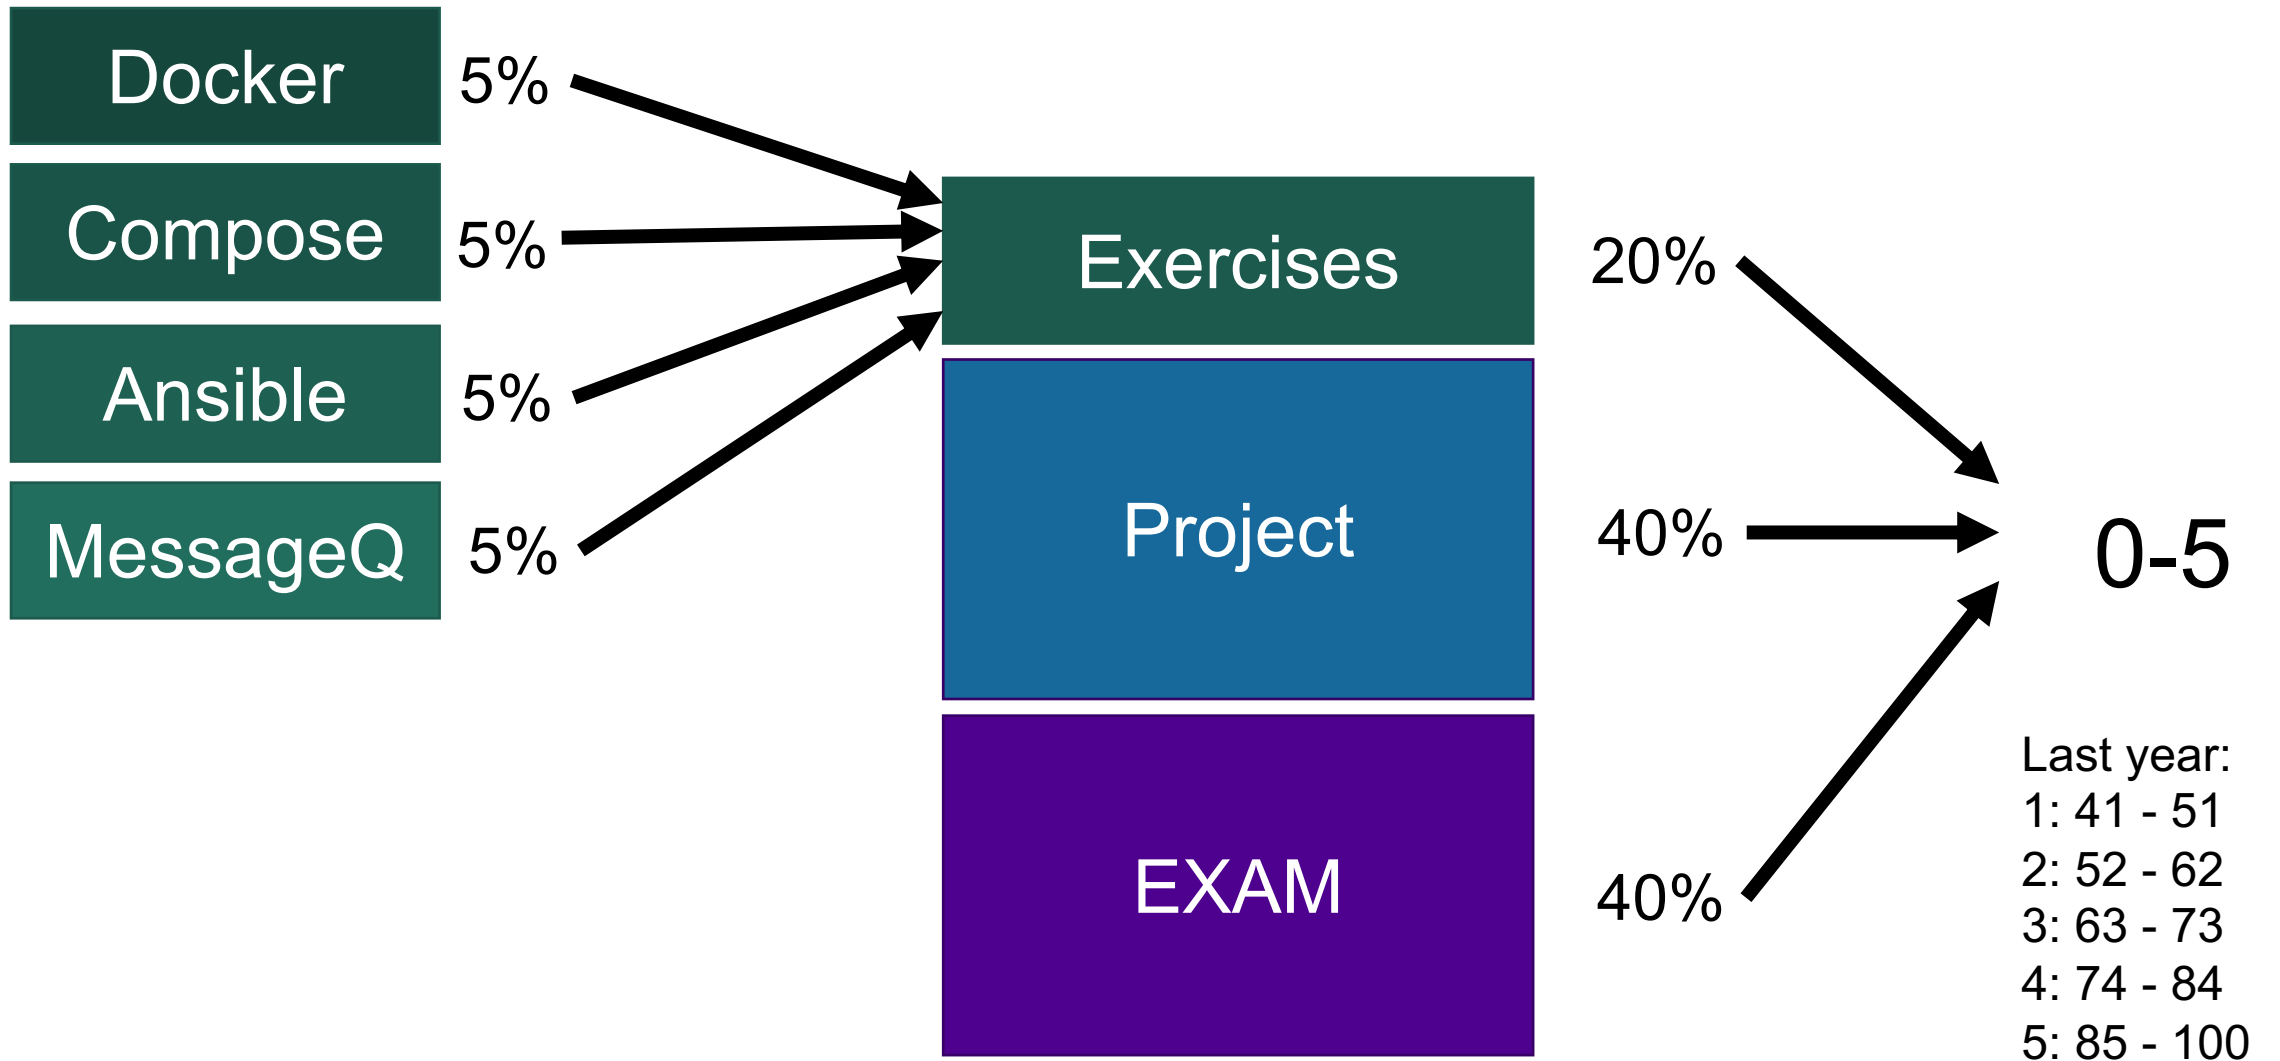 Docker
5%
Compose
5%
Ansible
5%
MessageQ
5%
Exercises
20%
Project
40%
EXAM
40%
0-5
Last year:
1: 41 - 51
2: 52 - 62
3: 63 - 73
4: 74 - 84
5: 85 - 100